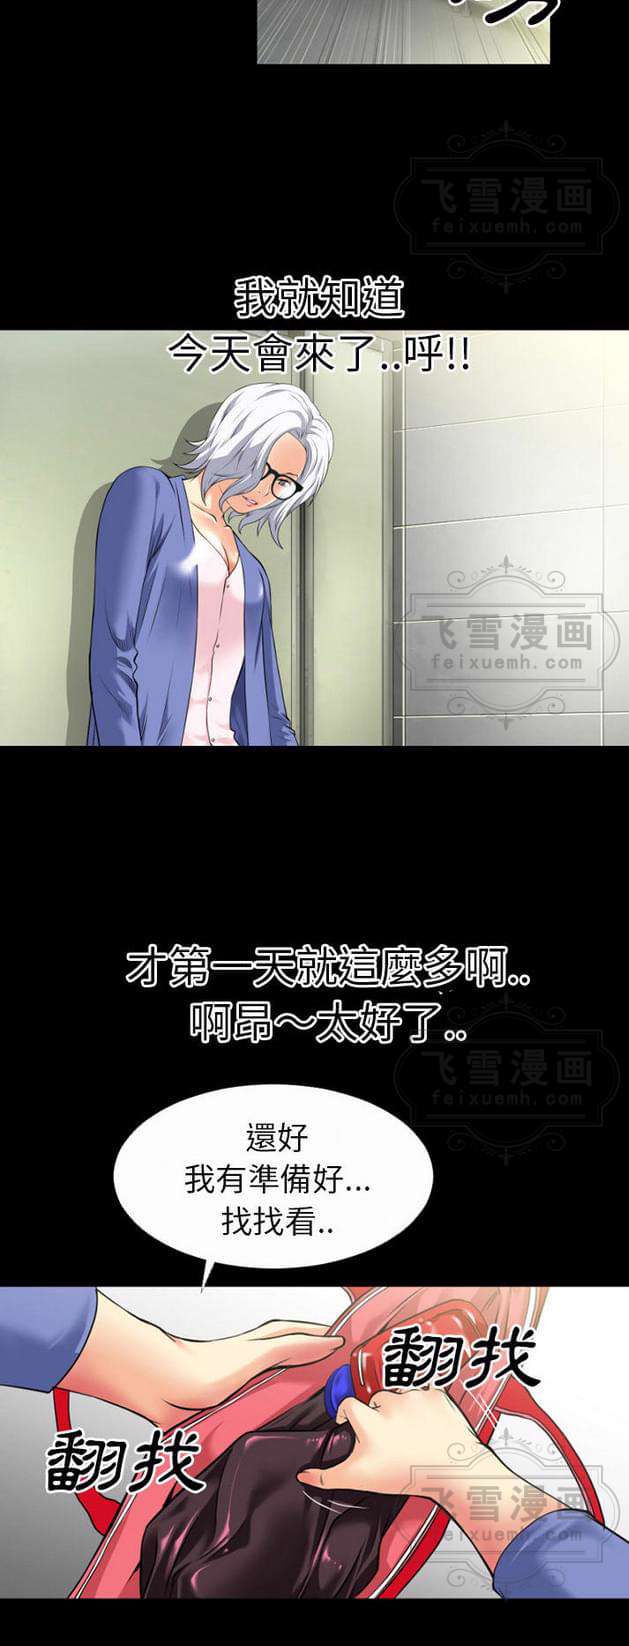 飞雪漫画
feixuemh.com
我就知道
今天會來了..呼!!
飞雪漫画
feixuemh.com
才第一天就這麼多啊..
啊昂～太好了..
飞雪漫画
feixuemh.com
還好
我有準備好...
找找看..
翻找
翻找
飞雪漫画
feixuemh.com